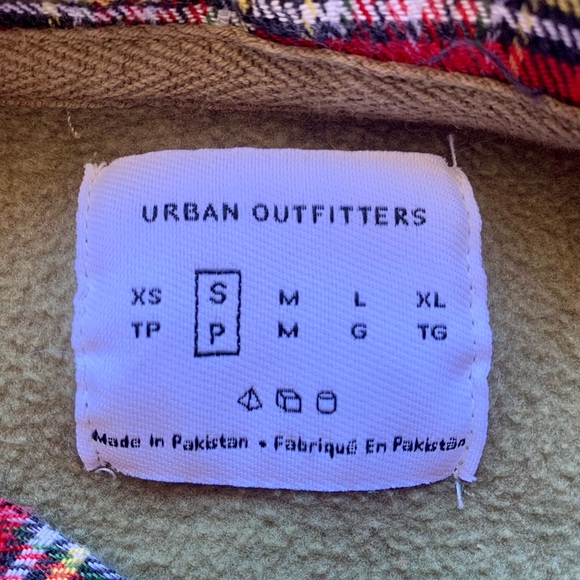 URBAN OUTFITTERS
XS S M L XL
TP P M G TG
Made In Pakistan • Fabriqué En Pakistan